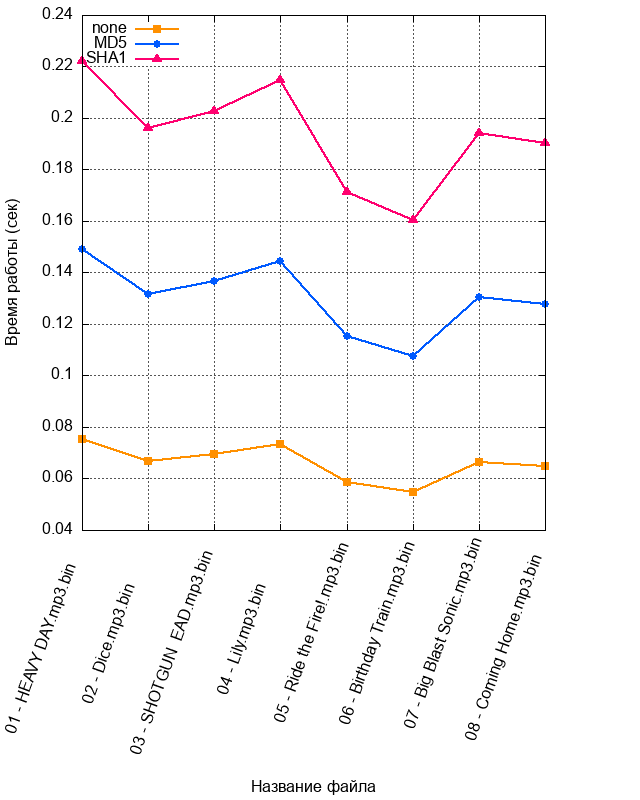 0.24
0.22
0.2
0.18
0.16
0.14
0.12
0.1
0.08
0.06
0.04
none
MD5
SHA1
Время работы (сек)
01 - HEAVY DAY.mp3.bin
02 - Dice.mp3.bin
03 - SHOTGUN  EAD.mp3.bin
04 - Lily.mp3.bin
05 - Ride the Fire!.mp3.bin
06 - Birthday Train.mp3.bin
07 - Big Blast Sonic.mp3.bin
08 - Coming Home.mp3.bin
Название файла